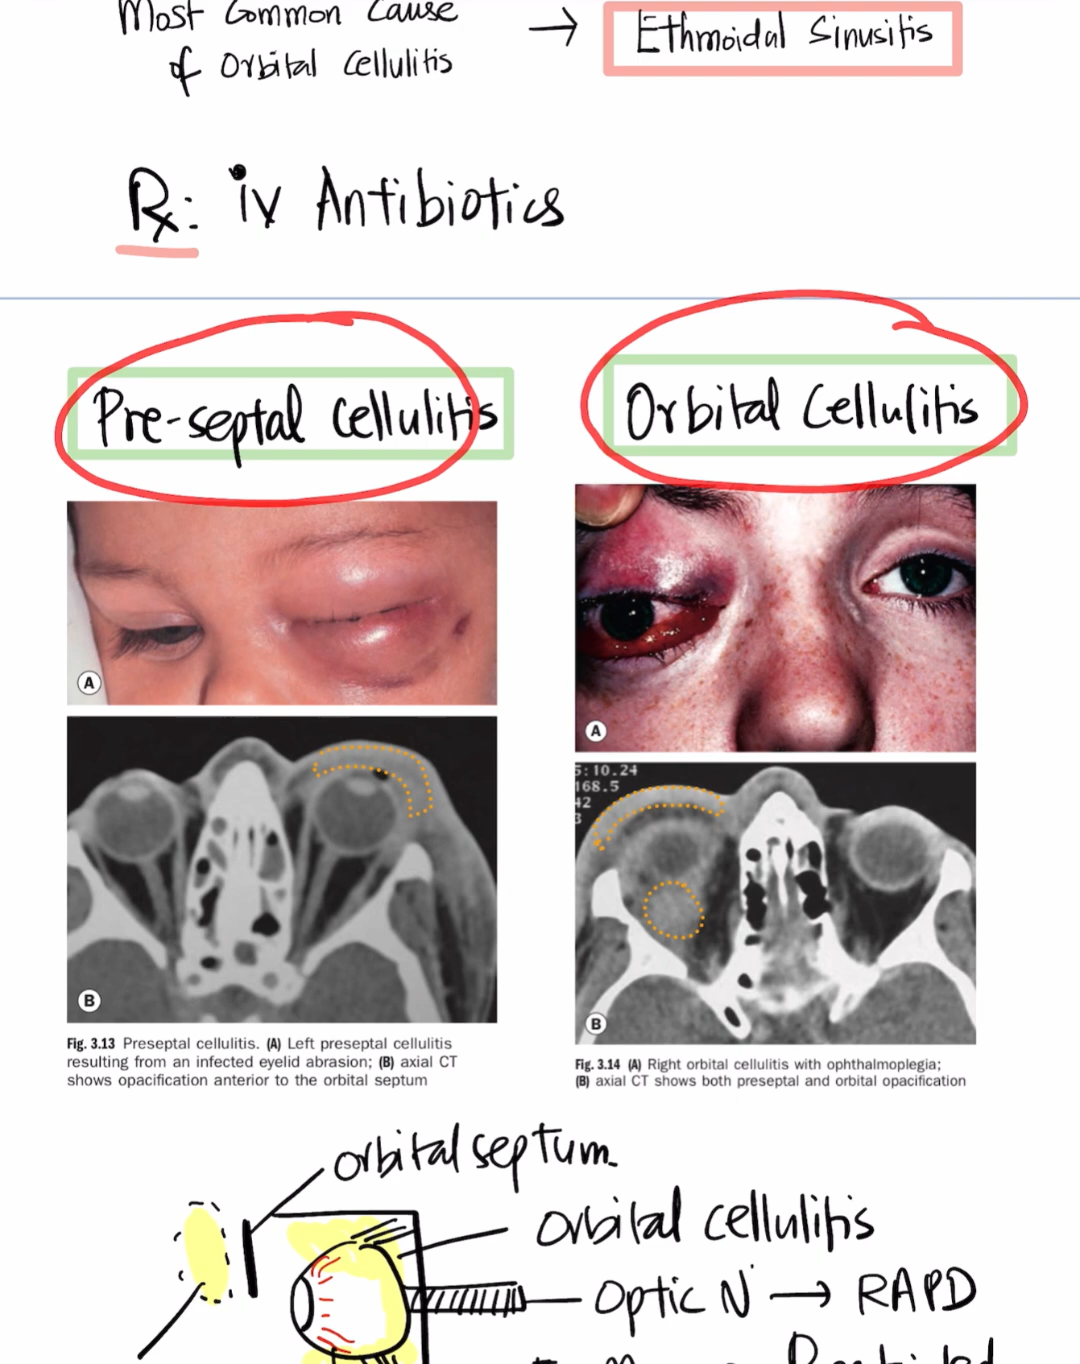 Most Common Cause
of Orbital Cellulitis
→ Ethmoidal Sinusitis
Rx: iv Antibiotics
Pre-septal Cellulitis
Orbital Cellulitis
A
B
Fig. 3.13 Preseptal cellulitis. (A) Left preseptal cellulitis
resulting from an infected eyelid abrasion; (B) axial CT
shows opacification anterior to the orbital septum
A
5:10.24
168.5
42
3
B
Fig. 3.14 (A) Right orbital cellulitis with ophthalmoplegia;
(B) axial CT shows both preseptal and orbital opacification
orbital septum.
orbital cellulitis
Optic N → RAPD